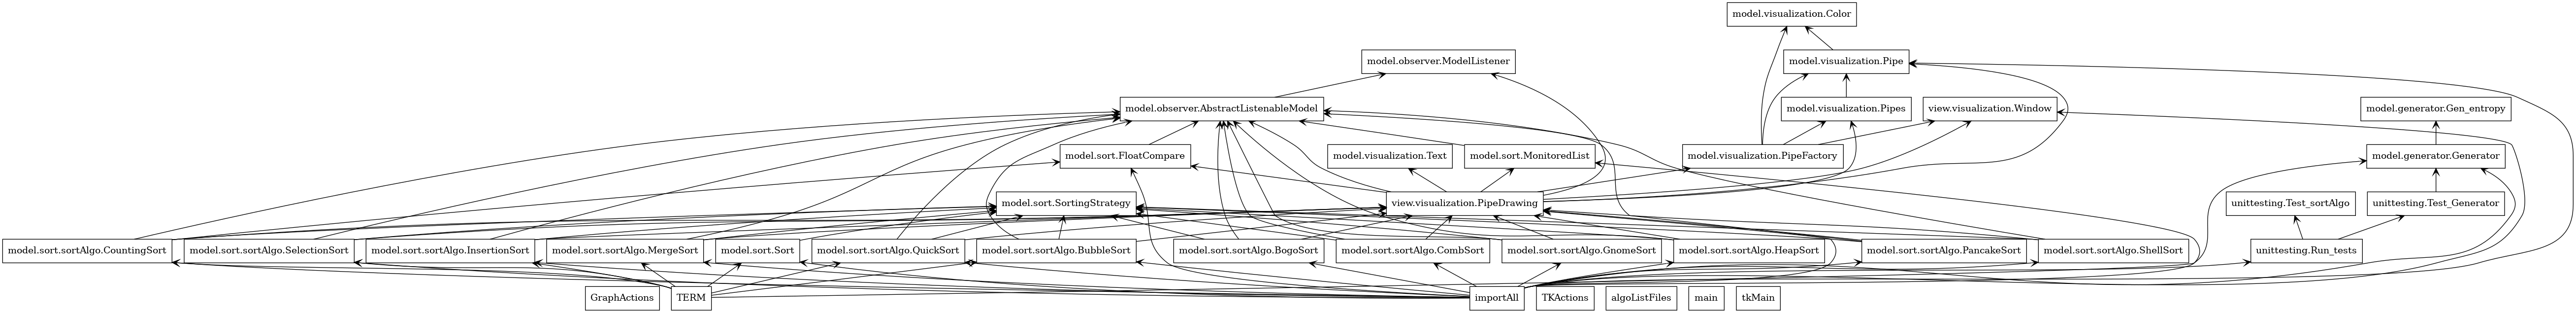 model.visualization.Color
model.observer.ModelListener
model.visualization.Pipe
model.observer.AbstractListenableModel
model.visualization.Pipes
view.visualization.Window
model.generator.Gen_entropy
model.sort.FloatCompare
model.visualization.Text
model.sort.MonitoredList
model.visualization.PipeFactory
model.generator.Generator
model.sort.SortingStrategy
view.visualization.PipeDrawing
unittesting.Test_sortAlgo
unittesting.Test_Generator
model.sort.sortAlgo.CountingSort
model.sort.sortAlgo.SelectionSort
model.sort.sortAlgo.InsertionSort
model.sort.sortAlgo.MergeSort
model.sort.Sort
model.sort.sortAlgo.QuickSort
model.sort.sortAlgo.BubbleSort
model.sort.sortAlgo.BogoSort
model.sort.sortAlgo.CombSort
model.sort.sortAlgo.GnomeSort
model.sort.sortAlgo.HeapSort
model.sort.sortAlgo.PancakeSort
model.sort.sortAlgo.ShellSort
unittesting.Run_tests
GraphActions
TERM
importAll
TKActions
algoListFiles
main
tkMain